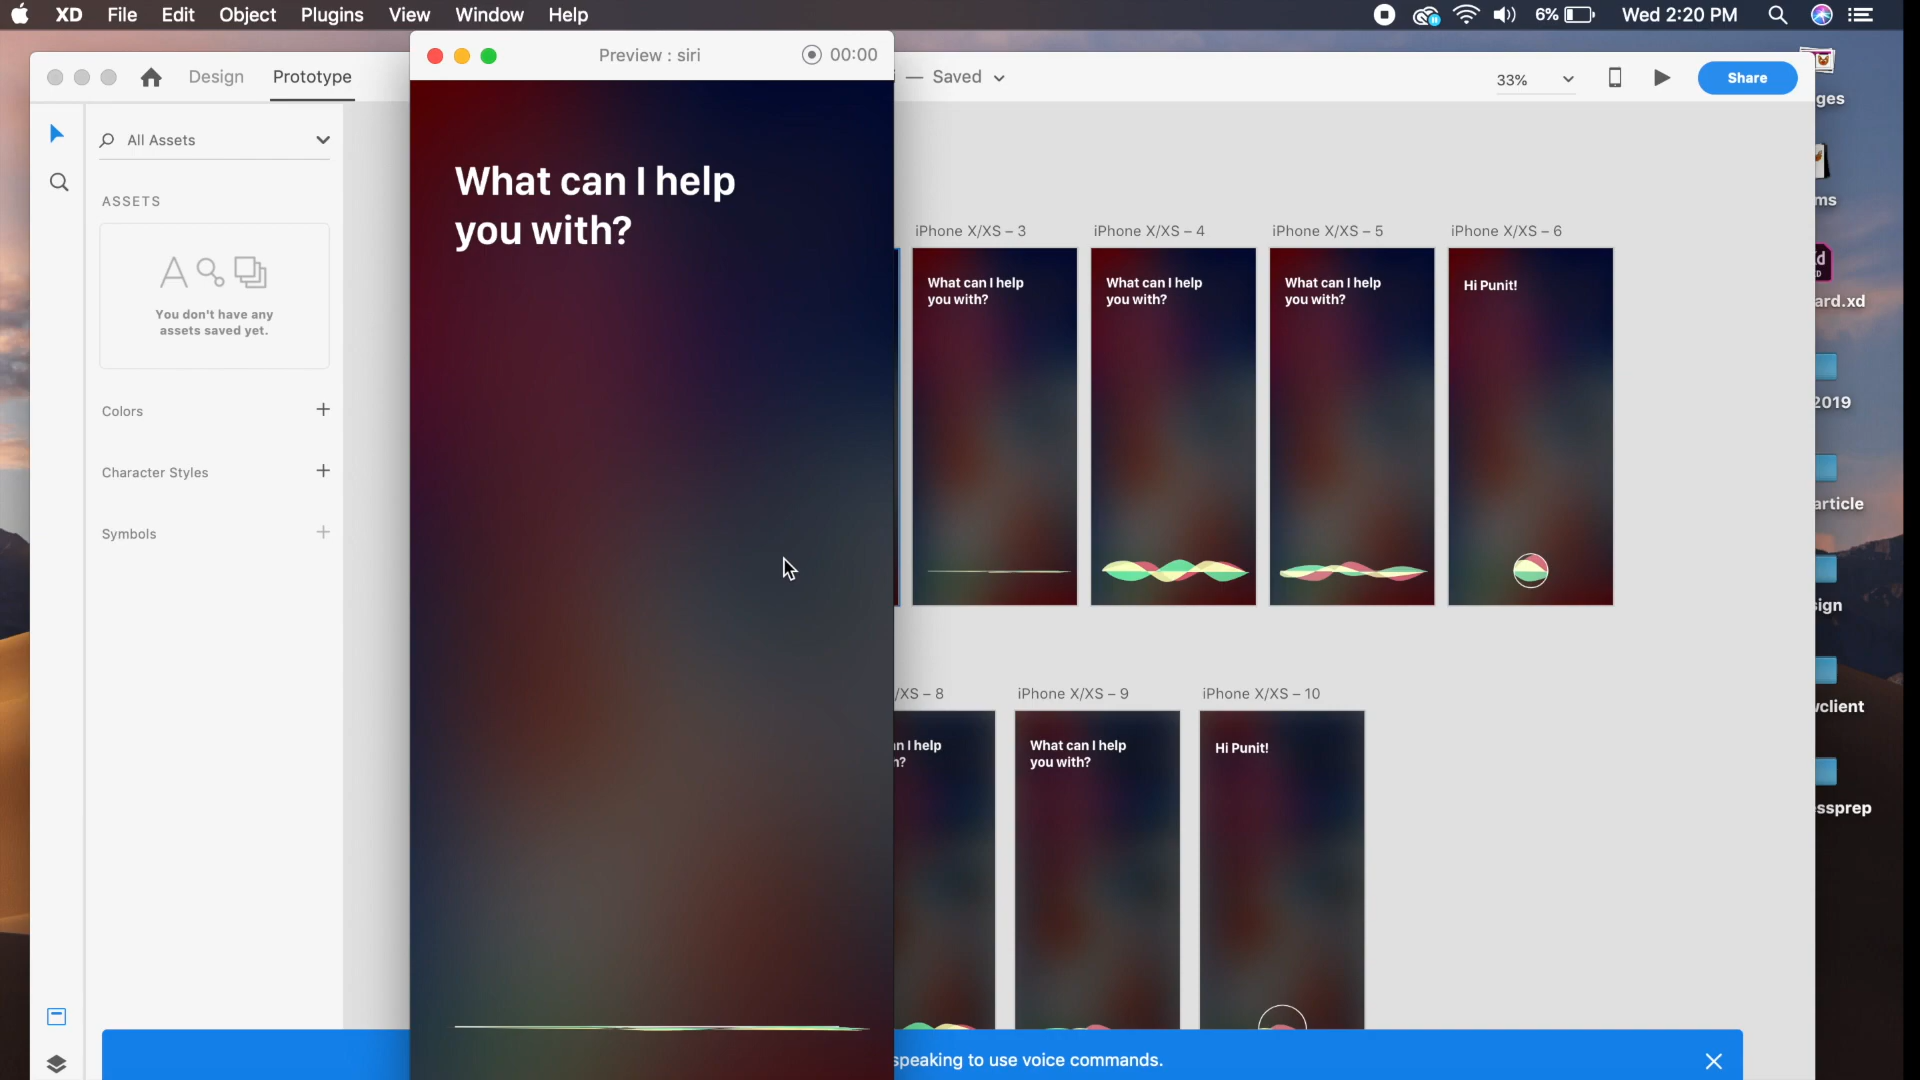 XD File Edit Object Plugins View Window Help
6% Wed 2:20 PM
Preview : siri 00:00
Design Prototype
— Saved
33%
Share
All Assets
ASSETS
You don't have any
assets saved yet.
Colors
Character Styles
Symbols
What can I help
you with?
iPhone X/XS – 3
What can I help
you with?
iPhone X/XS – 4
What can I help
you with?
iPhone X/XS – 5
What can I help
you with?
iPhone X/XS – 6
Hi Punit!
/XS – 8
n I help
?
iPhone X/XS – 9
What can I help
you with?
iPhone X/XS – 10
Hi Punit!
speaking to use voice commands.
ges
ms
ard.xd
2019
article
ign
client
ssprep